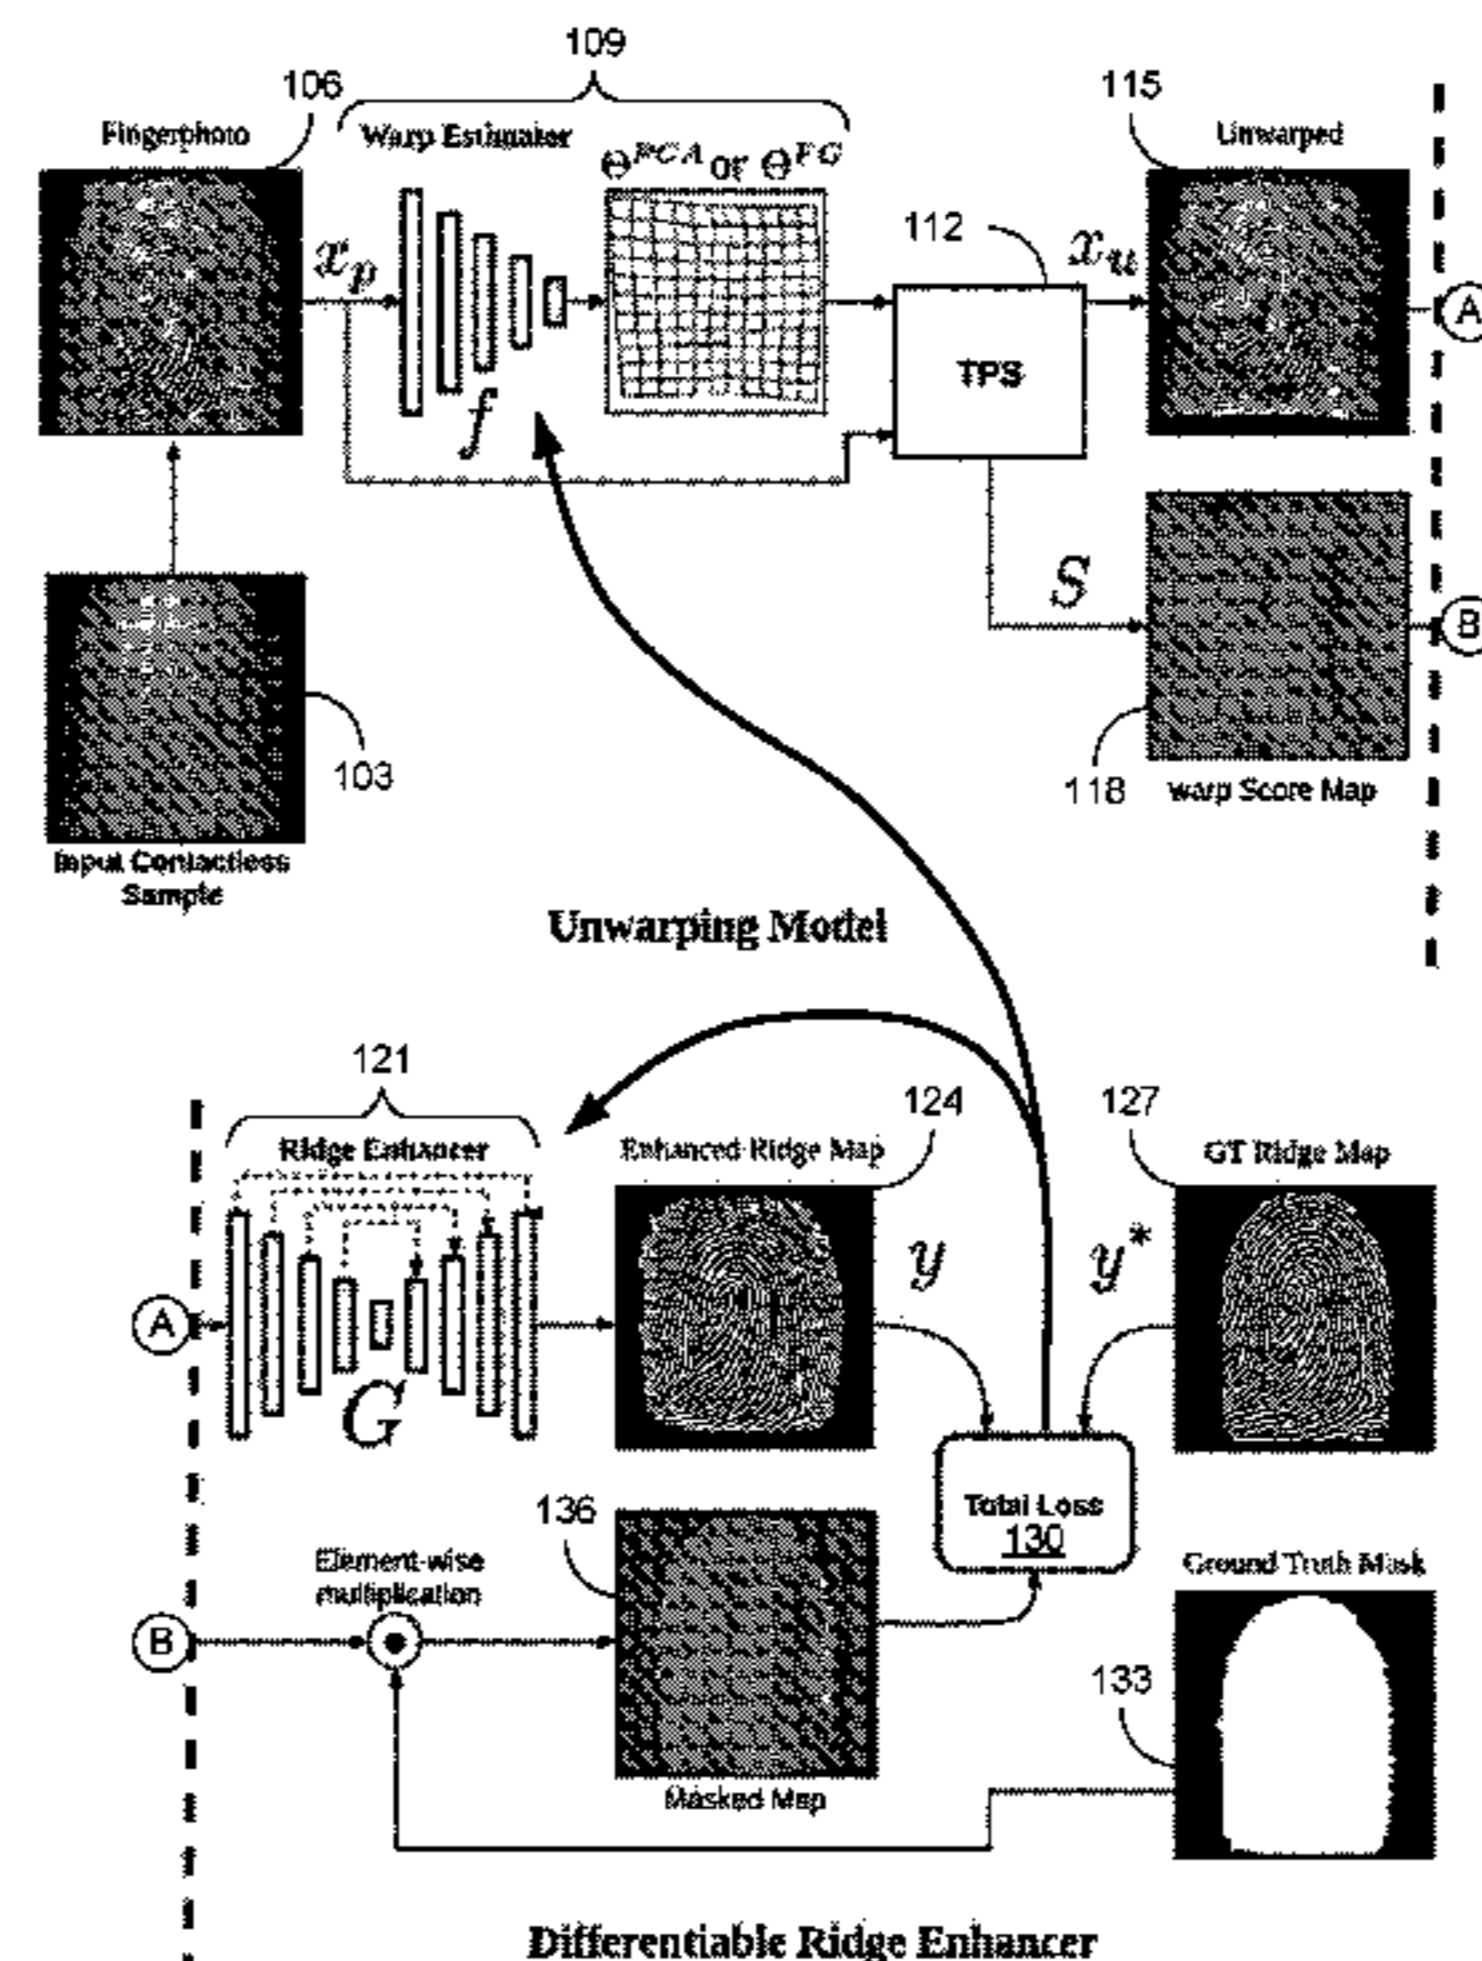 109
106
115
Fingerphoto
Warp Estimator
Unwarped
Θ^PCA or Θ^FG
112
x_p
x_u
A
TPS
f
S
B
103
118
warp Score Map
Input Contactless
Sample
Unwarping Model
121
124
127
Ridge Enhancer
Enhanced Ridge Map
GT Ridge Map
y
y*
A
G
136
Total Loss
130
Element-wise
multiplication
Ground Truth Mask
B
133
Masked Map
Differentiable Ridge Enhancer